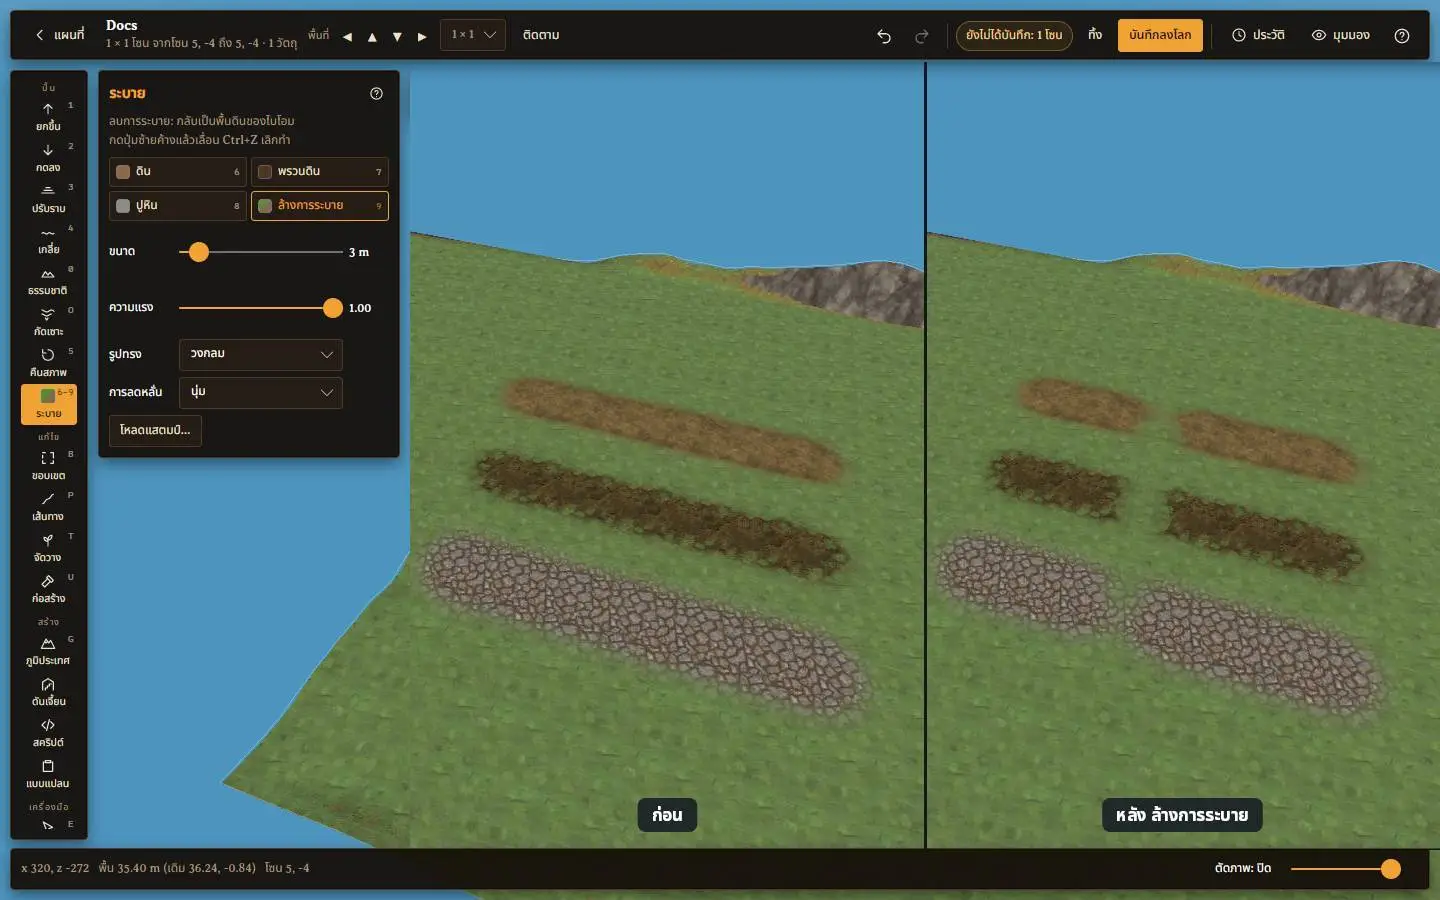 แผนที่
Docs
1 × 1 โซน จากโซน 5, -4 ถึง 5, -4 · 1 วัตถุ
พื้นที่
◀ ▲ ▼ ▶
1 × 1
ติดตาม
ยังไม่ได้บันทึก: 1 โซน
ทิ้ง
บันทึกลงโลก
ประวัติ
มุมมอง
ปั้น
1
ยกขึ้น
2
กดลง
3
ปรับราบ
4
เกลี่ย
0
ธรรมชาติ
O
กัดเซาะ
5
คืนสภาพ
6–9
ระบาย
แก้ไข
B
ขอบเขต
P
เส้นทาง
T
จัดวาง
U
ก่อสร้าง
สร้าง
G
ภูมิประเทศ
ดันเจี้ยน
สคริปต์
แบบแปลน
เครื่องมือ
E
ระบาย
ลบการระบาย: กลับเป็นพื้นดินของไบโอม
กดปุ่มซ้ายค้างแล้วเลื่อน Ctrl+Z เลิกทำ
ดิน 6
พรวนดิน 7
ปูหิน 8
ล้างการระบาย 9
ขนาด 3 m
ความแรง 1.00
รูปทรง วงกลม
การลดหลั่น นุ่ม
โหลดแสตมป์...
ก่อน
หลัง ล้างการระบาย
x 320, z -272 พื้น 35.40 m (เดิม 36.24, -0.84) โซน 5, -4
ตัดภาพ: ปิด